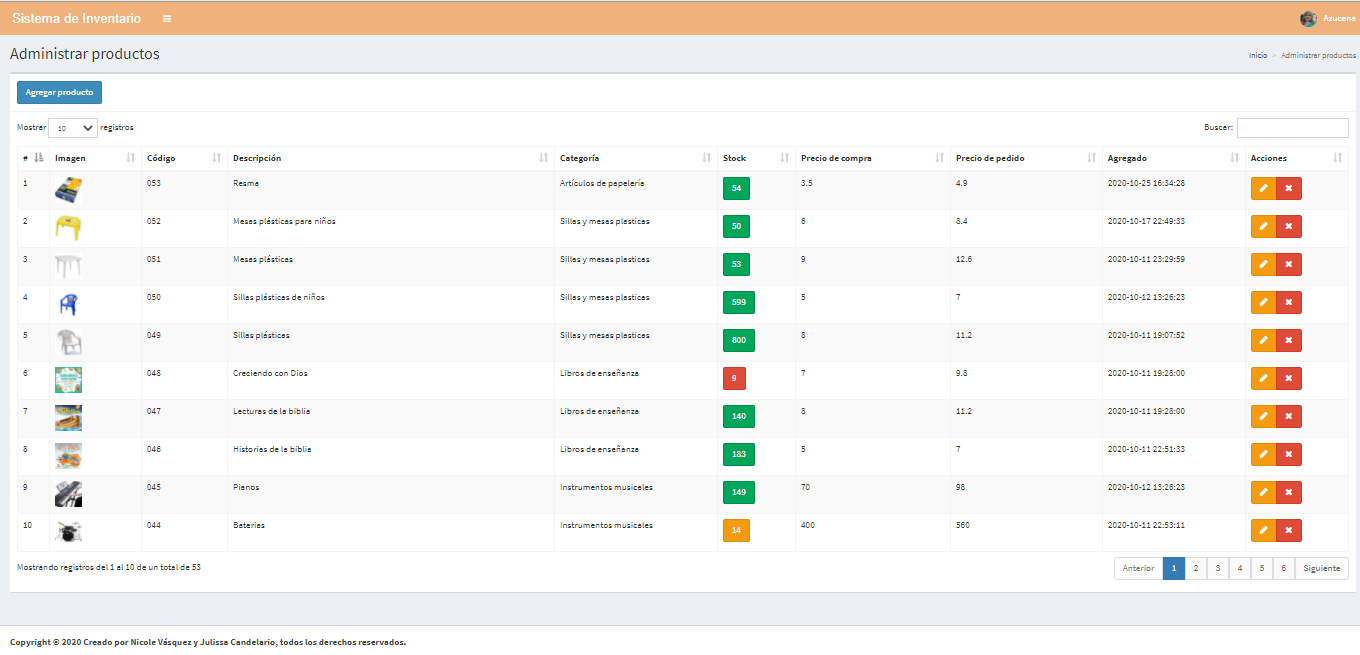 Sistema de Inventario Azucena
Administrar productos Inicio > Administrar productos
Agregar producto
Mostrar 10 registros Buscar:
# Imagen Código Descripción Categoría Stock Precio de compra Precio de pedido Agregado Acciones
1 053 Resma Artículos de papelería 54 3.5 4.9 2020-10-25 16:34:28
2 052 Mesas plásticas para niños Sillas y mesas plasticas 50 6 8.4 2020-10-17 22:49:33
3 051 Mesas plásticas Sillas y mesas plasticas 53 9 12.6 2020-10-11 23:29:59
4 050 Sillas plásticas de niños Sillas y mesas plasticas 599 5 7 2020-10-12 13:26:23
5 049 Sillas plásticas Sillas y mesas plasticas 800 8 11.2 2020-10-11 19:07:52
6 048 Creciendo con Dios Libros de enseñanza 9 7 9.8 2020-10-11 19:28:00
7 047 Lecturas de la biblia Libros de enseñanza 140 8 11.2 2020-10-11 19:28:00
8 046 Historias de la biblia Libros de enseñanza 183 5 7 2020-10-11 22:51:33
9 045 Pianos Instrumentos musicales 149 70 98 2020-10-12 13:26:23
10 044 Baterías Instrumentos musicales 14 400 560 2020-10-11 22:53:11
Mostrando registros del 1 al 10 de un total de 53 Anterior 1 2 3 4 5 6 Siguiente
Copyright © 2020 Creado por Nicole Vásquez y Julissa Candelario, todos los derechos reservados.